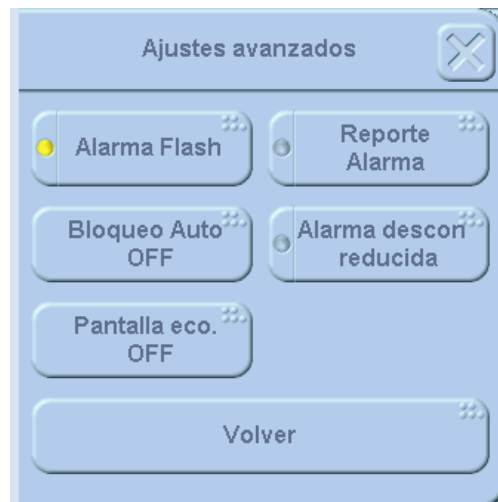 Ajustes avanzados
Alarma Flash
Reporte
Alarma
Bloqueo Auto
OFF
Alarma descon
reducida
Pantalla eco.
OFF
Volver